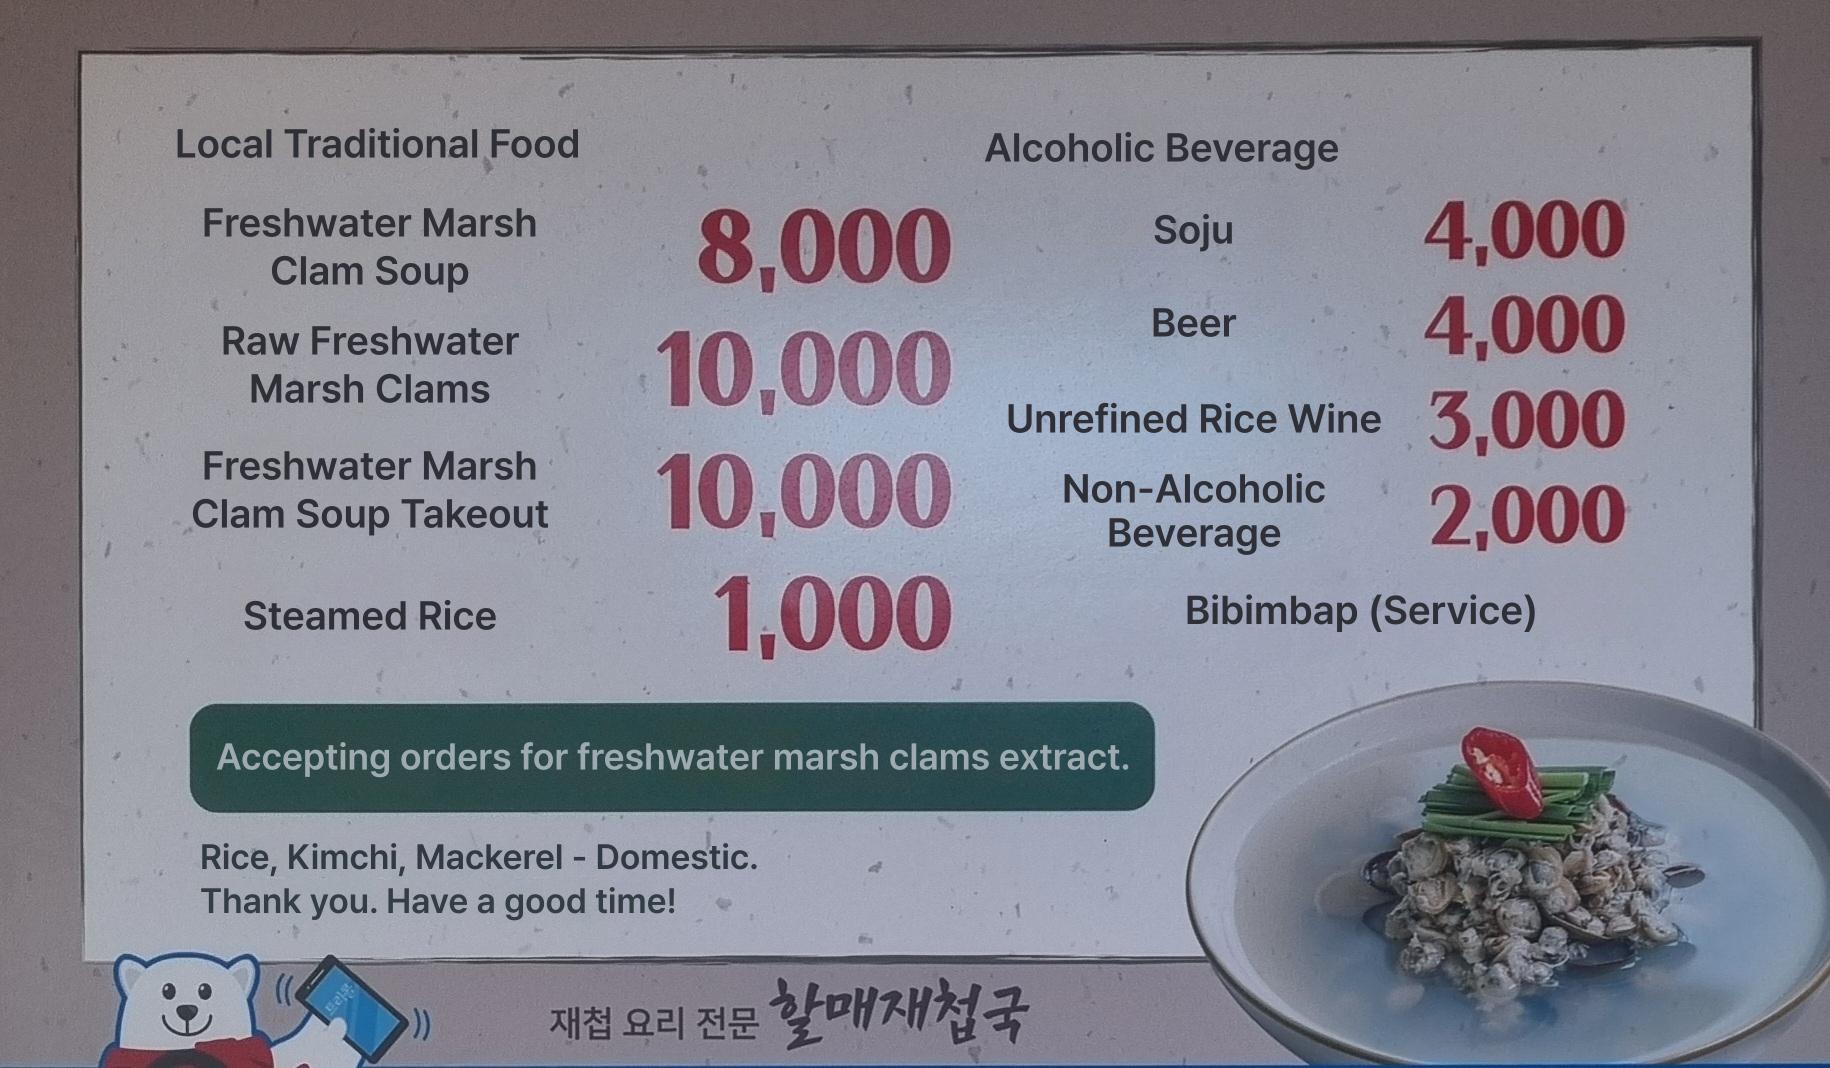 Local Traditional Food
Freshwater Marsh
Clam Soup
8,000
Raw Freshwater
Marsh Clams
10,000
Freshwater Marsh
Clam Soup Takeout
10,000
Steamed Rice
1,000
Alcoholic Beverage
Soju
4,000
Beer
4,000
Unrefined Rice Wine
3,000
Non-Alcoholic
Beverage
2,000
Bibimbap (Service)
Accepting orders for freshwater marsh clams extract.
Rice, Kimchi, Mackerel - Domestic.
Thank you. Have a good time!
재첩 요리 전문 할매재첩국